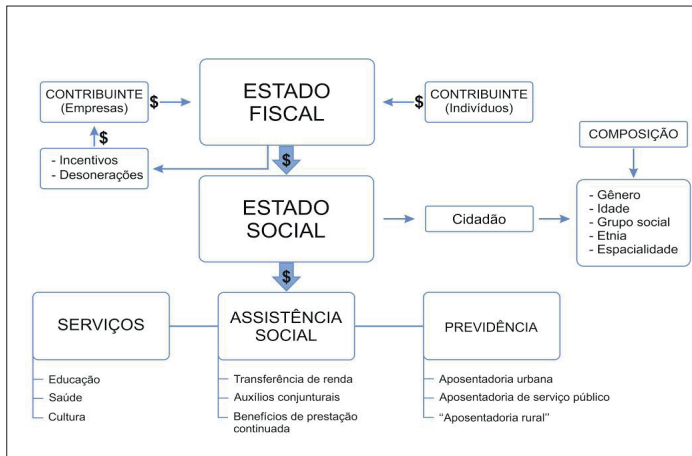 CONTRIBUINTE
(Empresas)
$
ESTADO
FISCAL
$
CONTRIBUINTE
(Indivíduos)
$
- Incentivos
- Desonerações
$
COMPOSIÇÃO
ESTADO
SOCIAL
Cidadão
- Gênero
- Idade
- Grupo social
- Etnia
- Espacialidade
$
SERVIÇOS
ASSISTÊNCIA
SOCIAL
PREVIDÊNCIA
Educação
Saúde
Cultura
Transferência de renda
Auxílios conjunturais
Benefícios de prestação
continuada
Aposentadoria urbana
Aposentadoria de serviço público
“Aposentadoria rural”